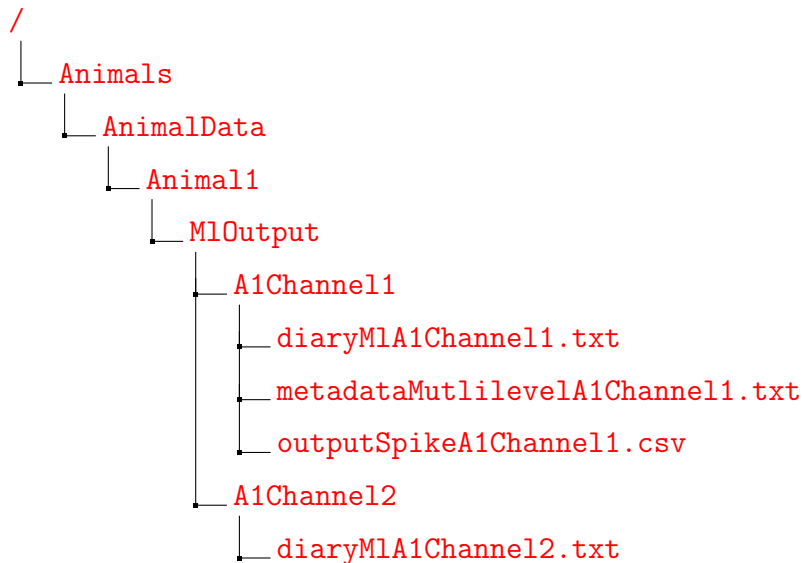 /
Animals
AnimalData
Animal1
MlOutput
A1Channel1
diaryMlA1Channel1.txt
metadataMutlilevelA1Channel1.txt
outputSpikeA1Channel1.csv
A1Channel2
diaryMlA1Channel2.txt